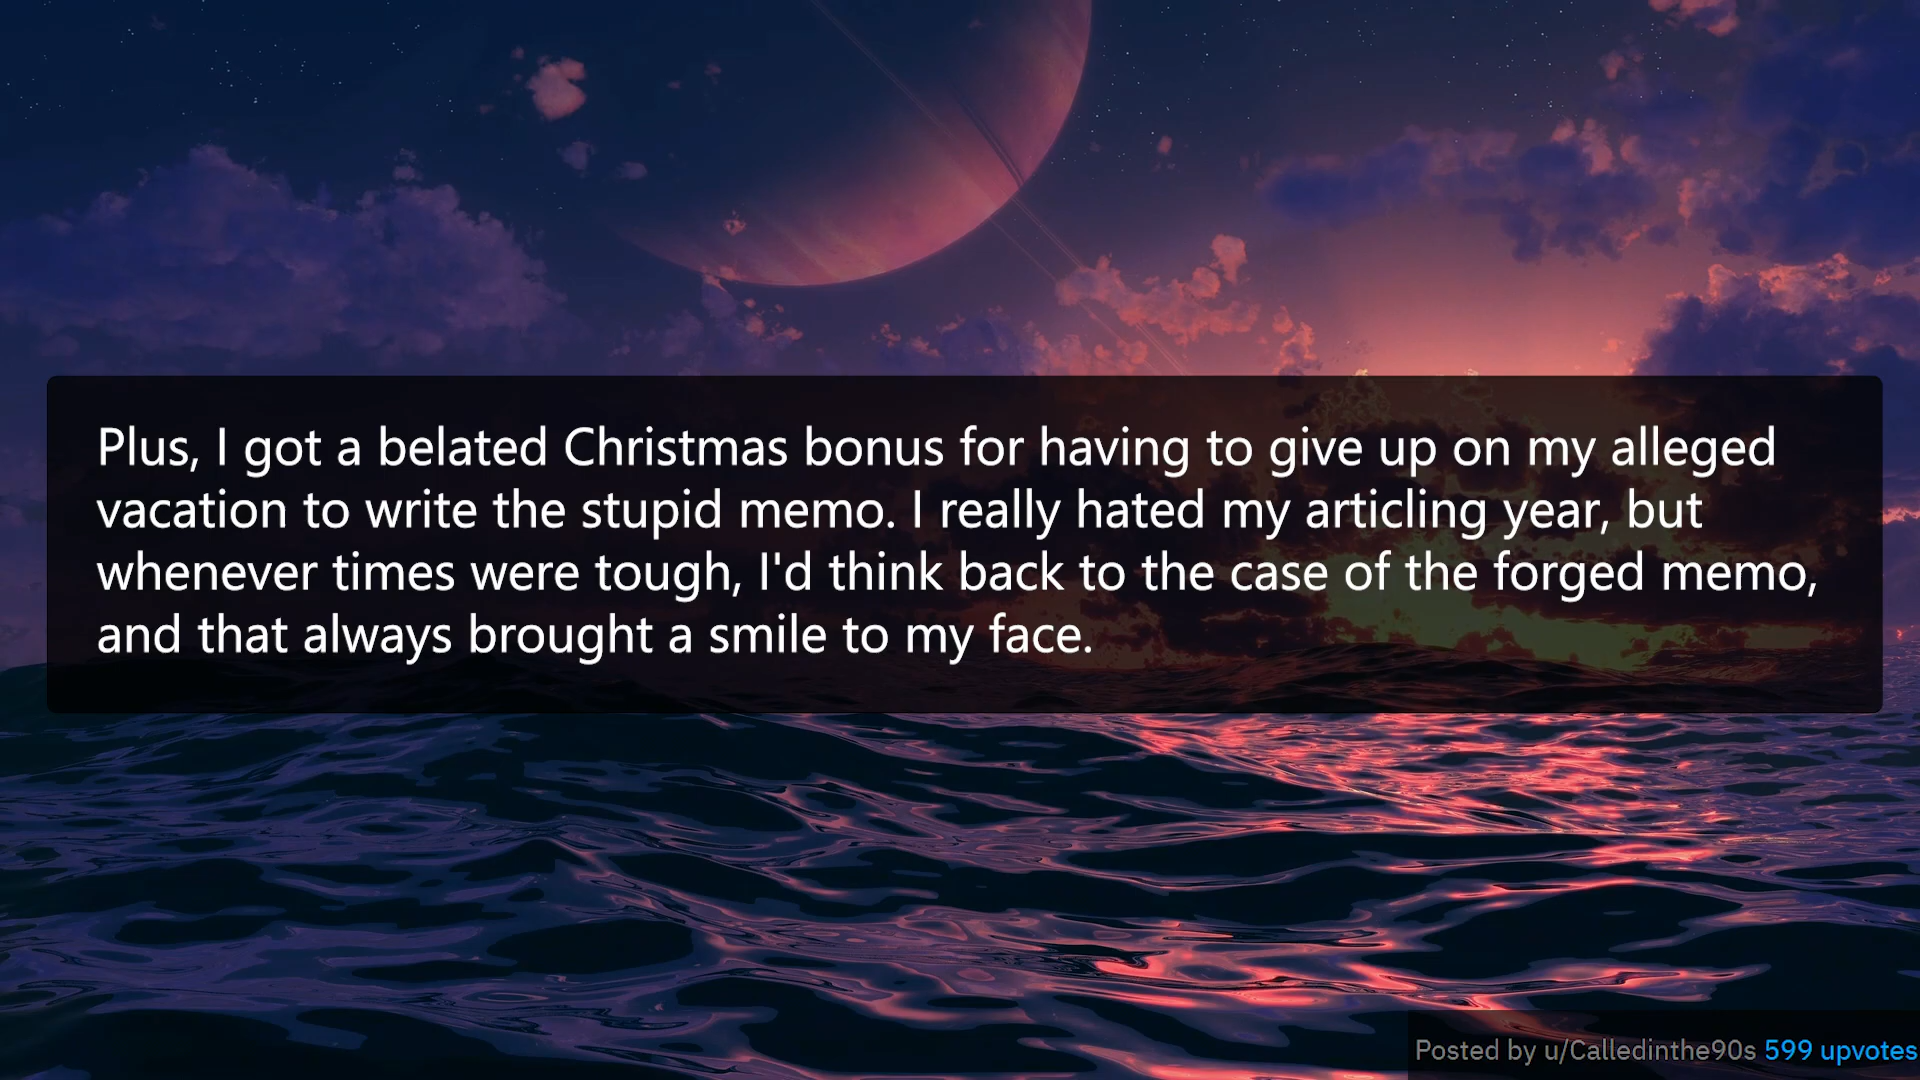 Plus, I got a belated Christmas bonus for having to give up on my alleged
vacation to write the stupid memo. I really hated my articling year, but
whenever times were tough, I'd think back to the case of the forged memo,
and that always brought a smile to my face.
Posted by u/Calledinthe90s 599 upvotes